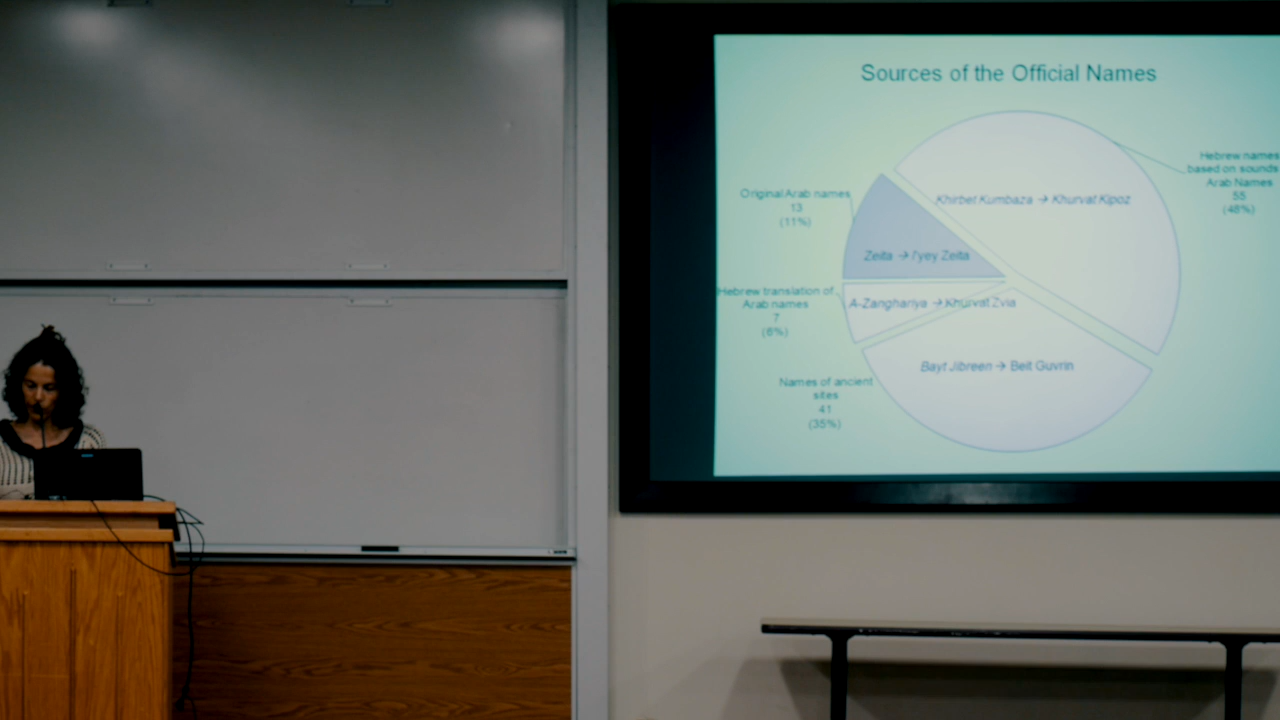 Sources of the Official Names
Hebrew names
based on sounds
Arab Names
55
(48%)
Khirbet Kumbaza → Khurvat Kipoz
Original Arab names
13
(11%)
Zeita → I'yey Zeita
Hebrew translation of
Arab names
7
(6%)
A-Zanghariya → Khurvat Zvia
Bayt Jibreen → Beit Guvrin
Names of ancient
sites
41
(35%)